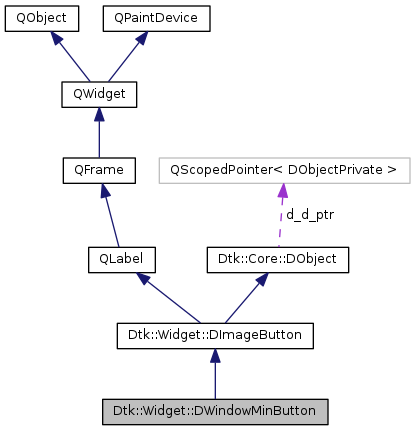 QObject
QPaintDevice
QWidget
QFrame
QScopedPointer< DObjectPrivate >
d_d_ptr
QLabel
Dtk::Core::DObject
Dtk::Widget::DImageButton
Dtk::Widget::DWindowMinButton